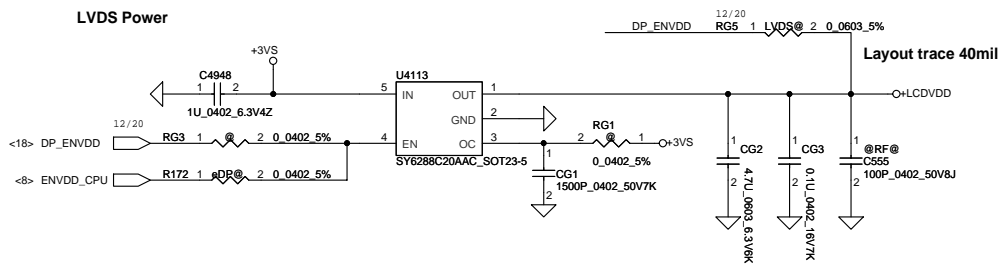 LVDS Power
12/20
DP_ENVDD RG5 1 LVDS@ 2 0_0603_5%
Layout trace 40mil
+3VS
C4948
1 2
1U_0402_6.3V4Z
U4113
5 IN OUT 1
GND 2
4 EN OC 3
SY6288C20AAC_SOT23-5
+LCDVDD
12/20
<18> DP_ENVDD RG3 1 @ 2 0_0402_5%
<8> ENVDD_CPU R172 1 eDP@ 2 0_0402_5%
RG1
1 @ 2
+3VS
0_0402_5%
1
CG1
1500P_0402_50V7K
2
1
CG2
2
4.7U_0603_6.3V6K
1
CG3
2
0.1U_0402_16V7K
1
@RF@
C555
100P_0402_50V8J
2